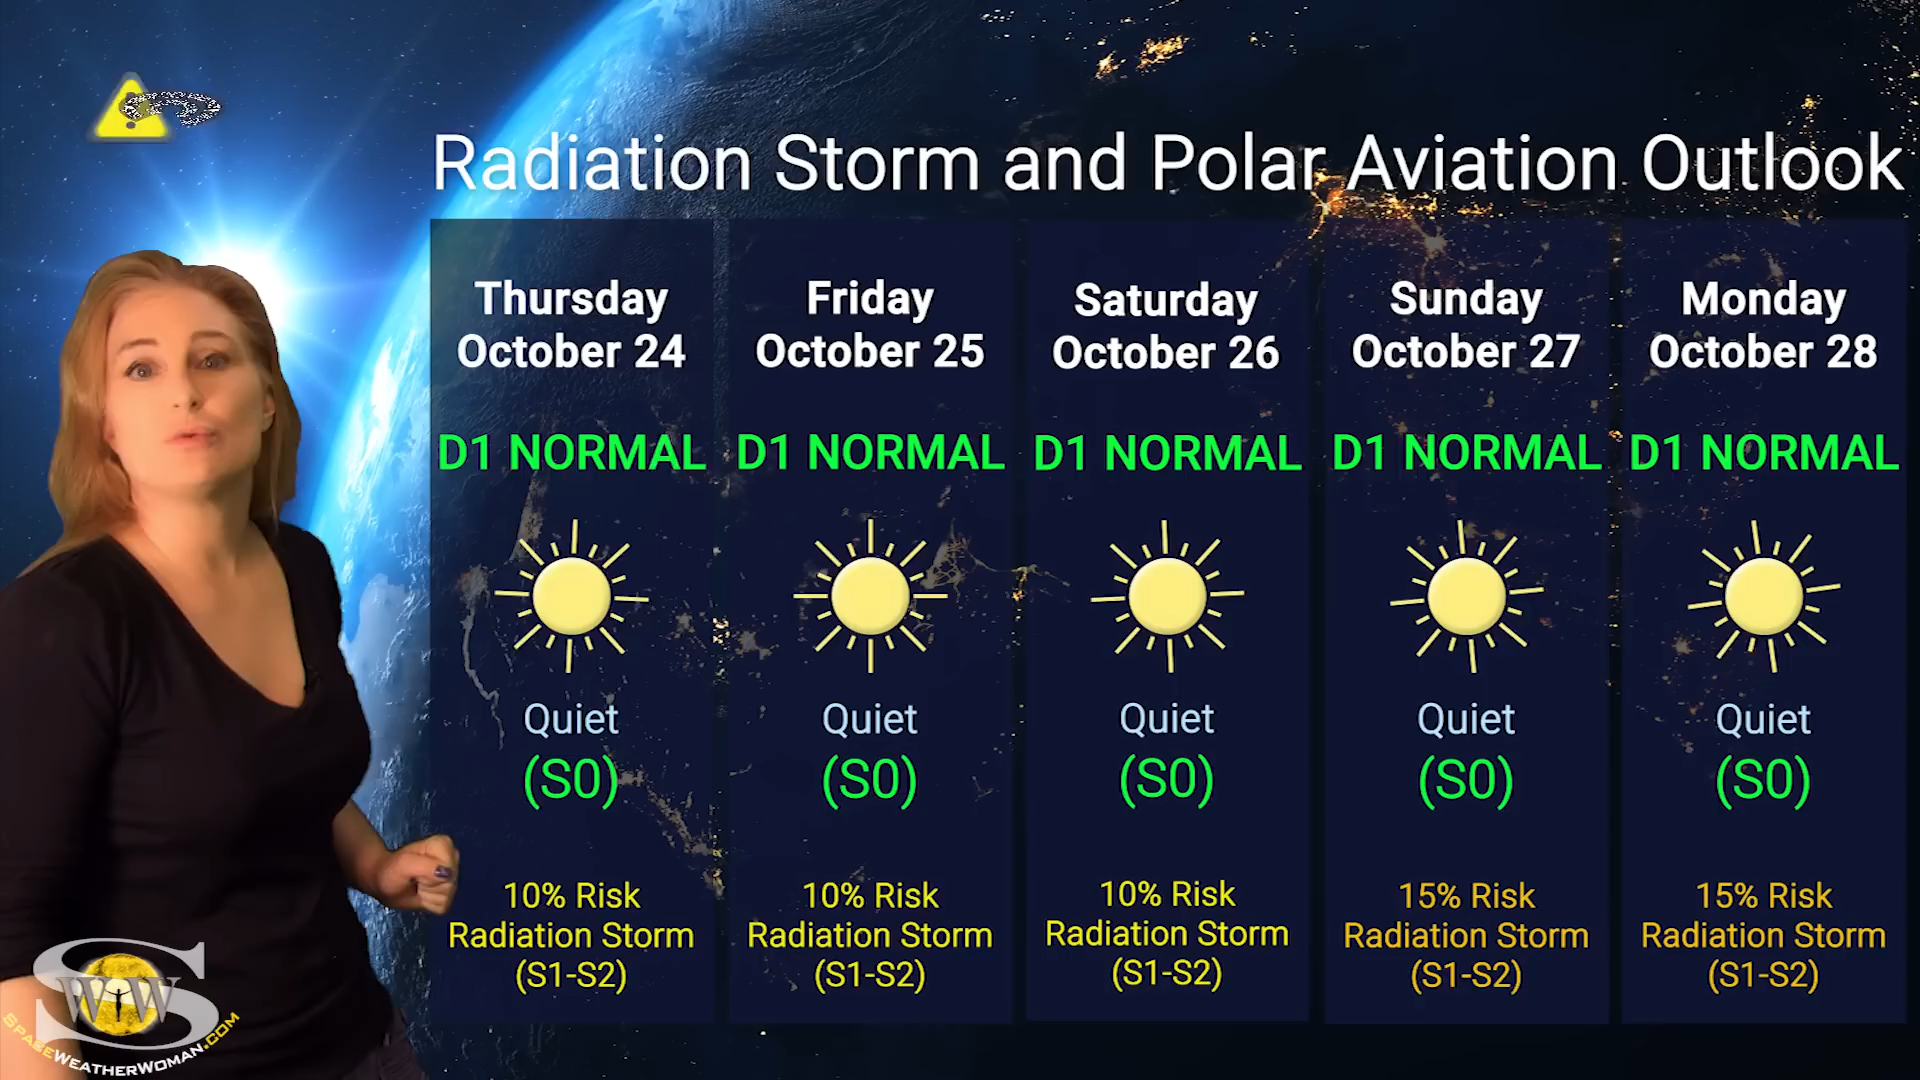 Radiation Storm and Polar Aviation Outlook
Thursday
October 24
D1 NORMAL
Quiet
(S0)
10% Risk
Radiation Storm
(S1-S2)
Friday
October 25
D1 NORMAL
Quiet
(S0)
10% Risk
Radiation Storm
(S1-S2)
Saturday
October 26
D1 NORMAL
Quiet
(S0)
10% Risk
Radiation Storm
(S1-S2)
Sunday
October 27
D1 NORMAL
Quiet
(S0)
15% Risk
Radiation Storm
(S1-S2)
Monday
October 28
D1 NORMAL
Quiet
(S0)
15% Risk
Radiation Storm
(S1-S2)
SWW
SPACEWEATHERWOMAN.COM